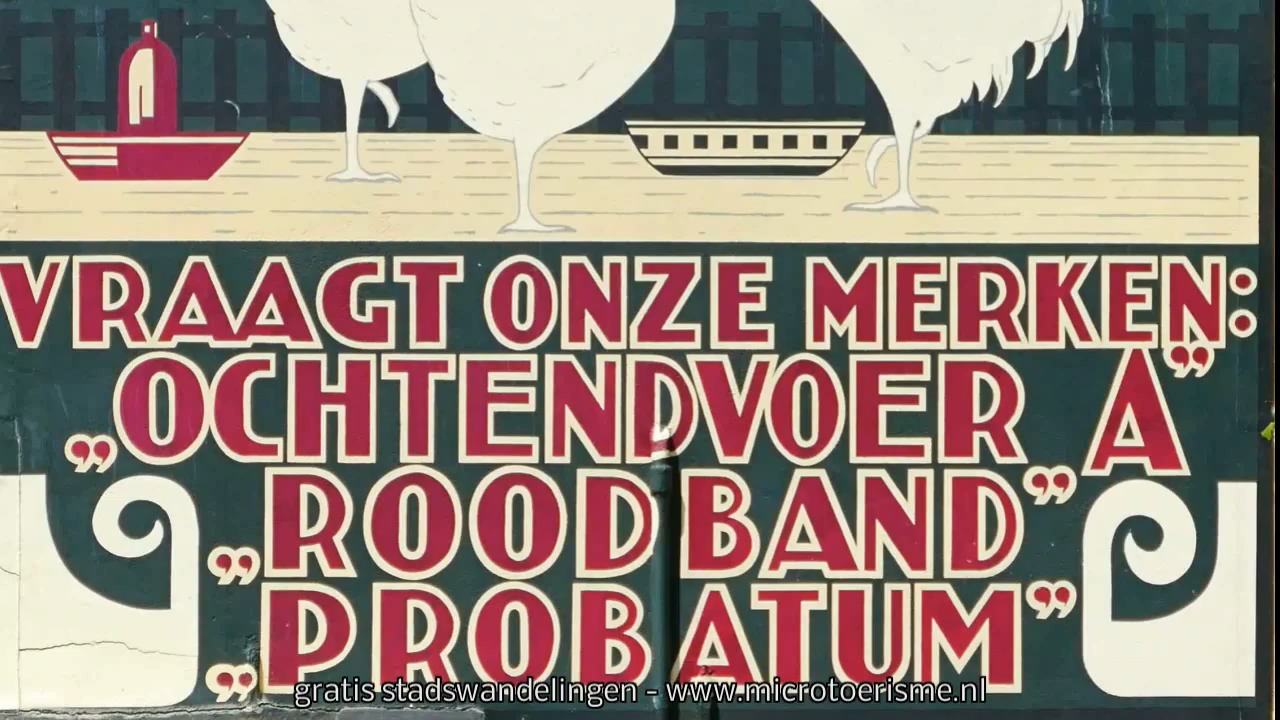 VRAAGT ONZE MERKEN:
„OCHTENDVOER A”
„ROODBAND”
„PROBATUM”
gratis stadswandelingen - www.microtoerisme.nl